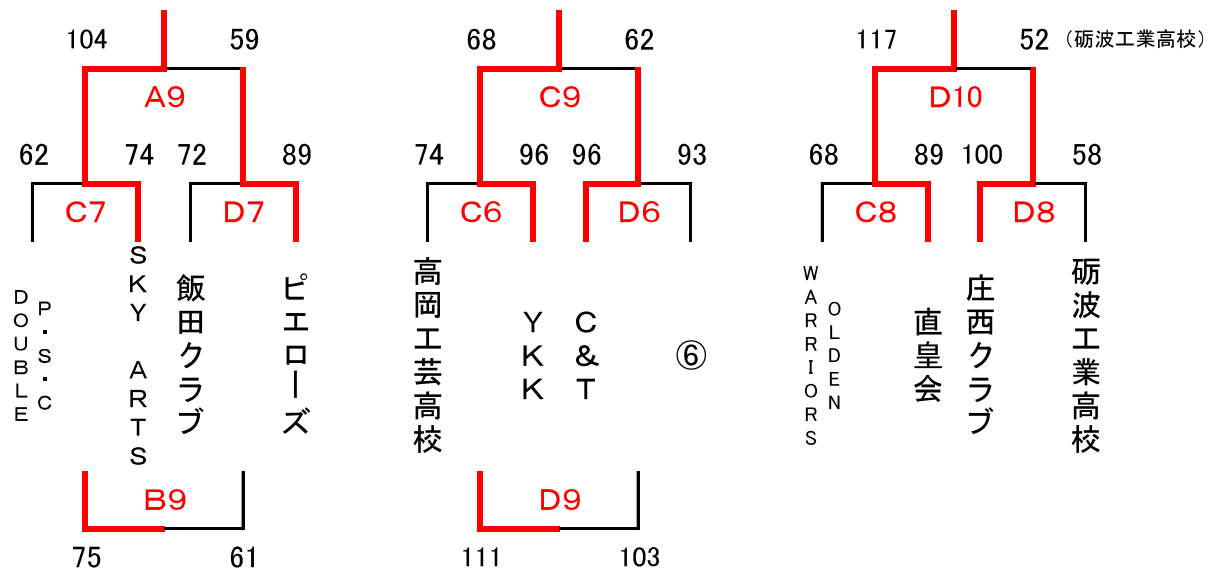 104 59 68 62 117 52 (砺波工業高校)
A9 C9 D10
62 74 72 89 74 96 96 93 68 89 100 58
C7 D7 C6 D6 C8 D8
DOUBLE
P.S.C
SKY ARTS
飯田クラブ
ピエローズ
高岡工芸高校
YKK
C&T
⑥
WARRIORS
OLDEN
直皇会
庄西クラブ
砺波工業高校
B9 D9
75 61 111 103